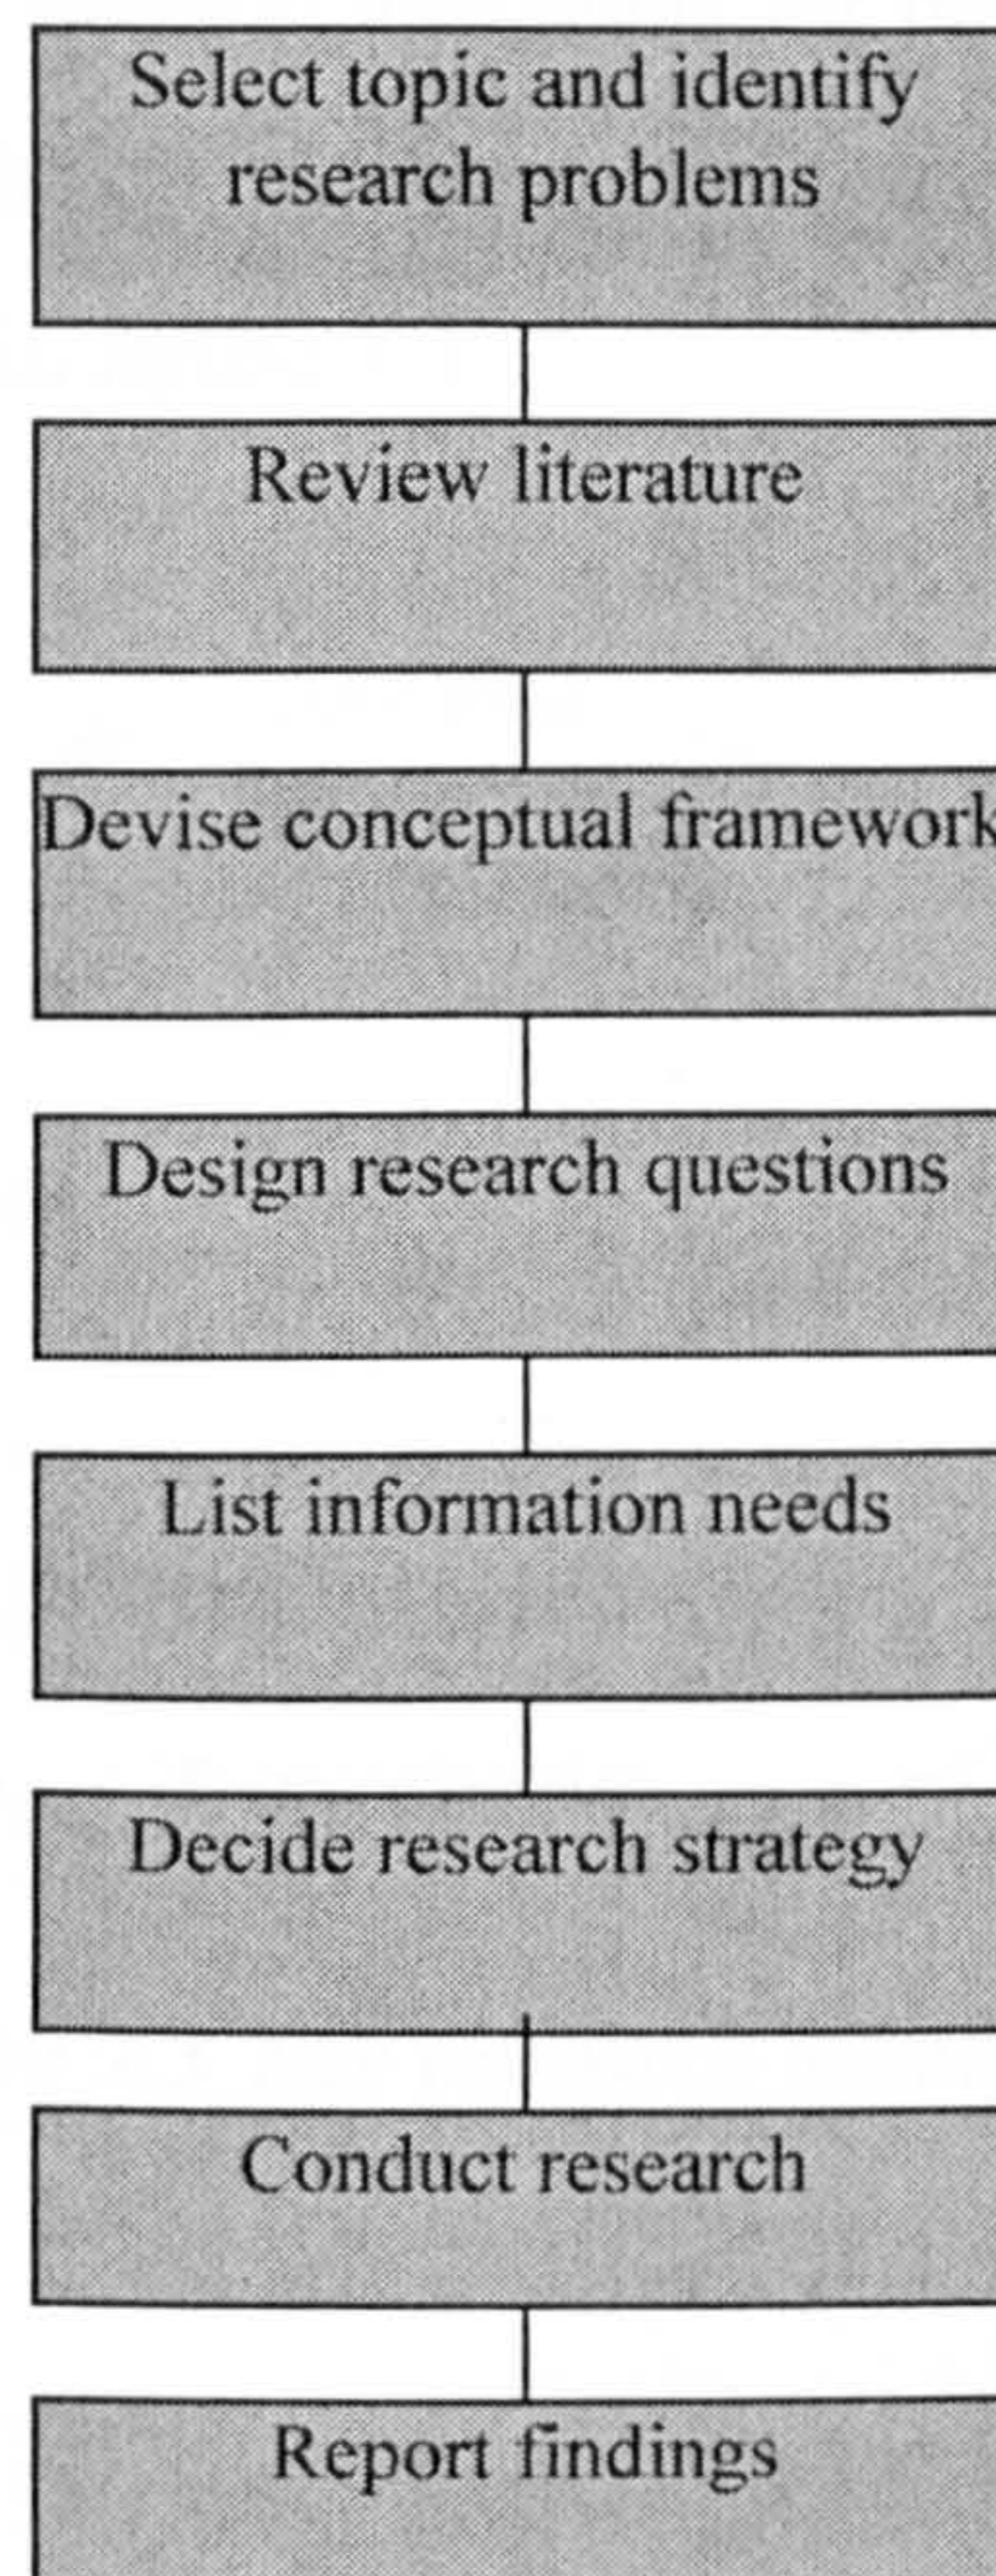 Select topic and identify
research problems
Review literature
Devise conceptual framework
Design research questions
List information needs
Decide research strategy
Conduct research
Report findings